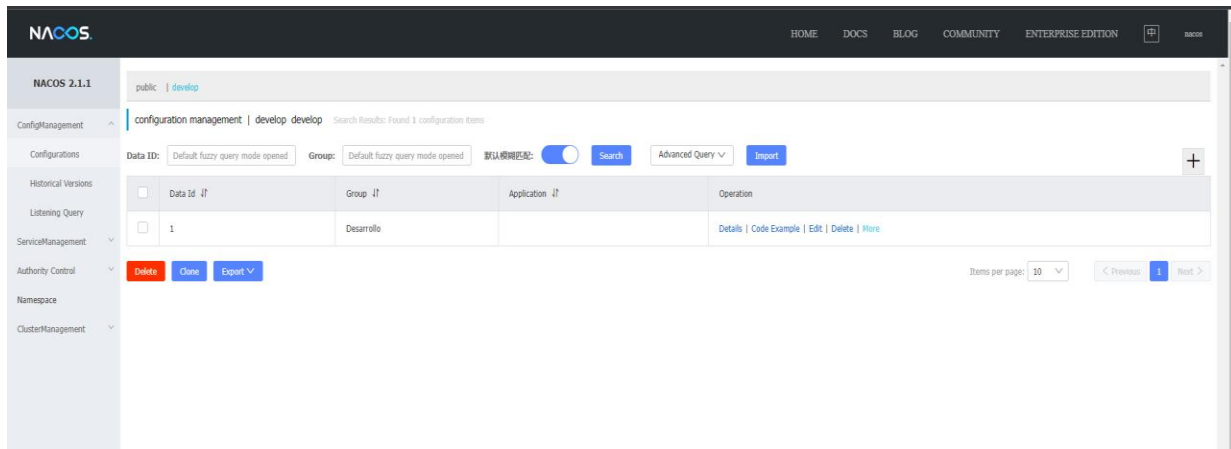 NACOS. HOME DOCS BLOG COMMUNITY ENTERPRISE EDITION 中 nacos
NACOS 2.1.1
ConfigManagement
Configurations
Historical Versions
Listening Query
ServiceManagement
Authority Control
Namespace
ClusterManagement
public | develop
configuration management | develop develop Search Results: Found 1 configuration items
Data ID: Default fuzzy query mode opened Group: Default fuzzy query mode opened 默认模糊匹配: Search Advanced Query Import
Data Id Group Application Operation
1 Desarrollo Details | Code Example | Edit | Delete | More
Delete Clone Export Items per page: 10 < Previous 1 Next >